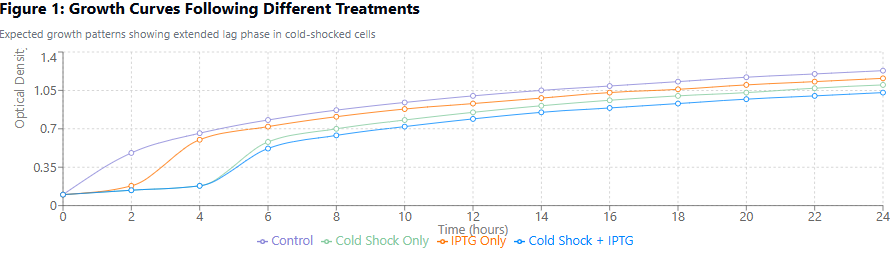 Figure 1: Growth Curves Following Different Treatments
Expected growth patterns showing extended lag phase in cold-shocked cells
Optical Densit
1.4
1.05
0.7
0.35
0
0 2 4 6 8 10 12 14 16 18 20 22 24
Time (hours)
Control Cold Shock Only IPTG Only Cold Shock + IPTG